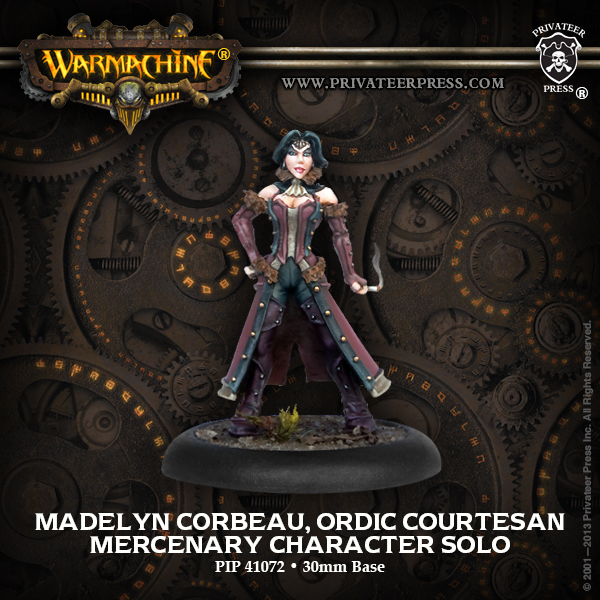 WARMACHINE®
PRIVATEER
PRESS®
WWW.PRIVATEERPRESS.COM
MADELYN CORBEAU, ORDIC COURTESAN
MERCENARY CHARACTER SOLO
PIP 41072 • 30mm Base
© 2001–2013 Privateer Press Inc. All Rights Reserved.